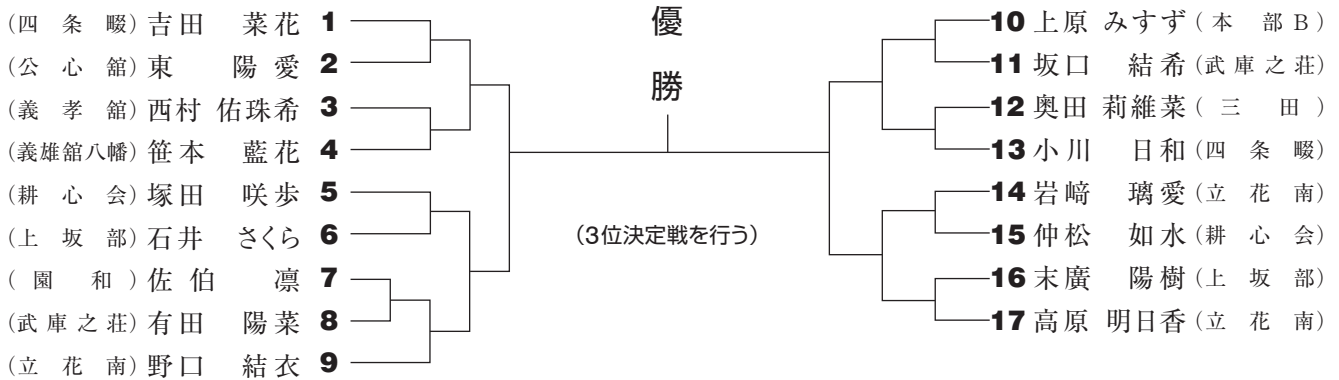 (四条畷) 吉田 菜花 1
(公心舘) 東 陽愛 2
(義孝舘) 西村 佑珠希 3
(義雄舘八幡) 笹本 藍花 4
(耕心会) 塚田 咲歩 5
(上坂部) 石井 さくら 6
(園和) 佐伯 凛 7
(武庫之荘) 有田 陽菜 8
(立花南) 野口 結衣 9
優勝
(3位決定戦を行う)
10 上原 みすず (本部B)
11 坂口 結希 (武庫之荘)
12 奥田 莉維菜 (三田)
13 小川 日和 (四条畷)
14 岩﨑 璃愛 (立花南)
15 仲松 如水 (耕心会)
16 末廣 陽樹 (上坂部)
17 高原 明日香 (立花南)